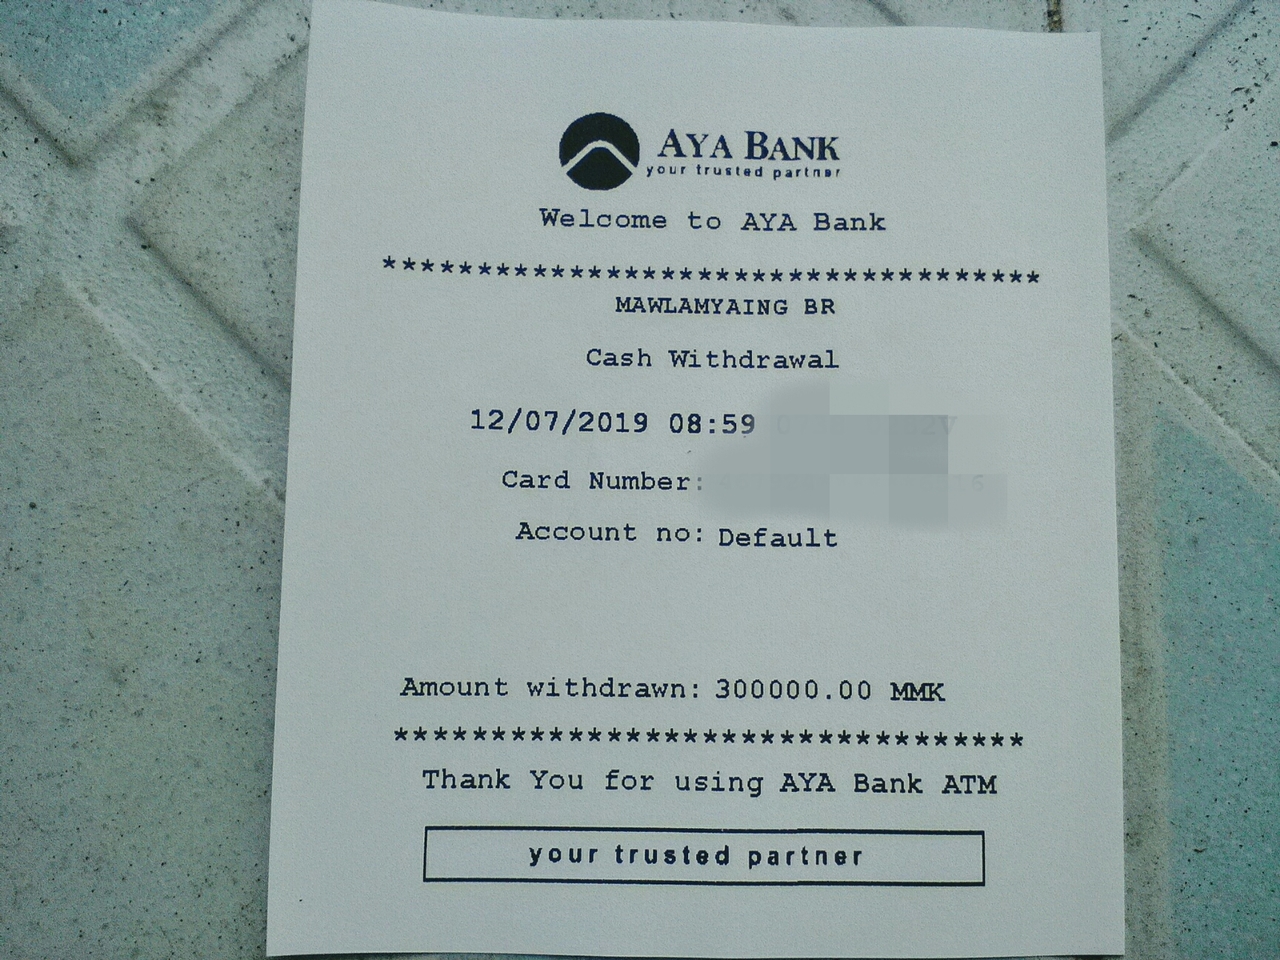 AYA BANK
your trusted partner
Welcome to AYA Bank
************************************
MAWLAMYAING BR
Cash Withdrawal
12/07/2019 08:59
Card Number:
Account no: Default
Amount withdrawn: 300000.00 MMK
*********************************
Thank You for using AYA Bank ATM
your trusted partner